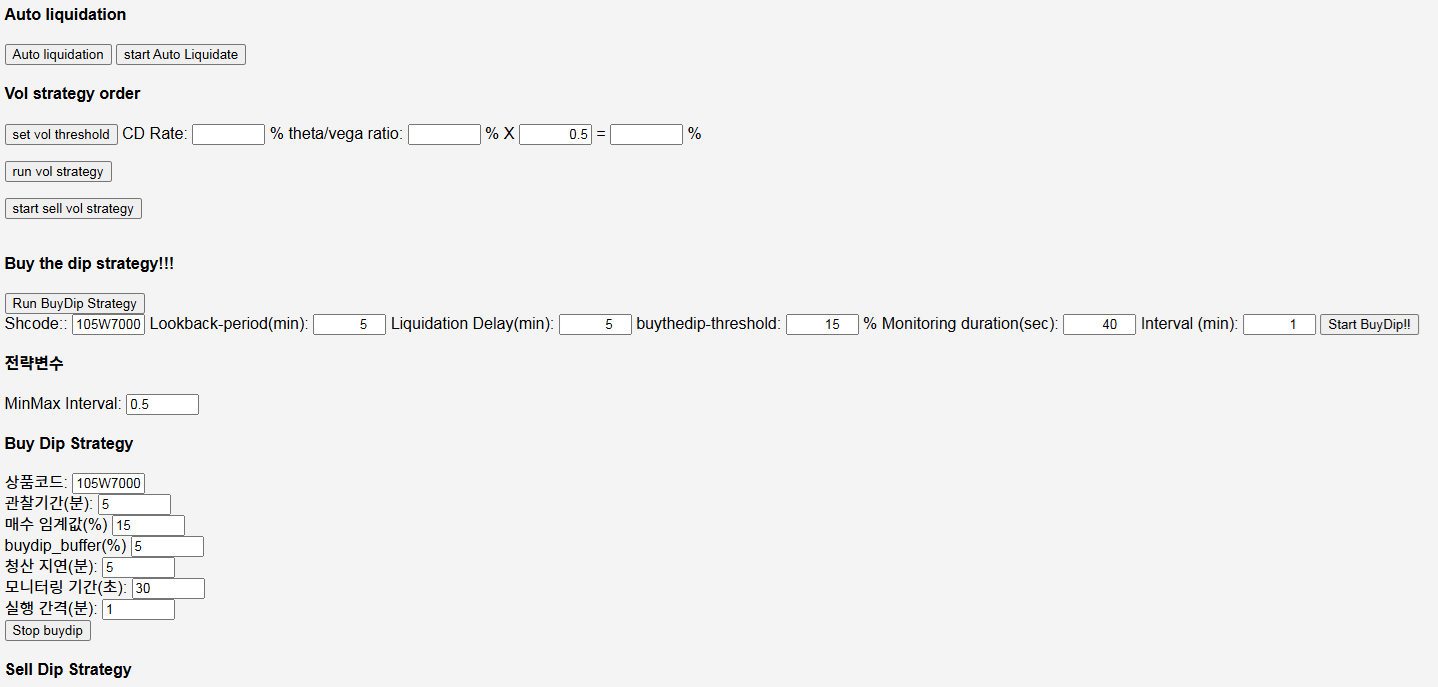 Auto liquidation
Auto liquidation start Auto Liquidate
Vol strategy order
set vol threshold CD Rate: % theta/vega ratio: % X 0.5 = %
run vol strategy
start sell vol strategy
Buy the dip strategy!!!
Run BuyDip Strategy
Shcode:: 105W7000 Lookback-period(min): 5 Liquidation Delay(min): 5 buythedip-threshold: 15 % Monitoring duration(sec): 40 Interval (min): 1 Start BuyDip!!
전략변수
MinMax Interval: 0.5
Buy Dip Strategy
상품코드: 105W7000
관찰기간(분): 5
매수 임계값(%) 15
buydip_buffer(%) 5
청산 지연(분): 5
모니터링 기간(초): 30
실행 간격(분): 1
Stop buydip
Sell Dip Strategy